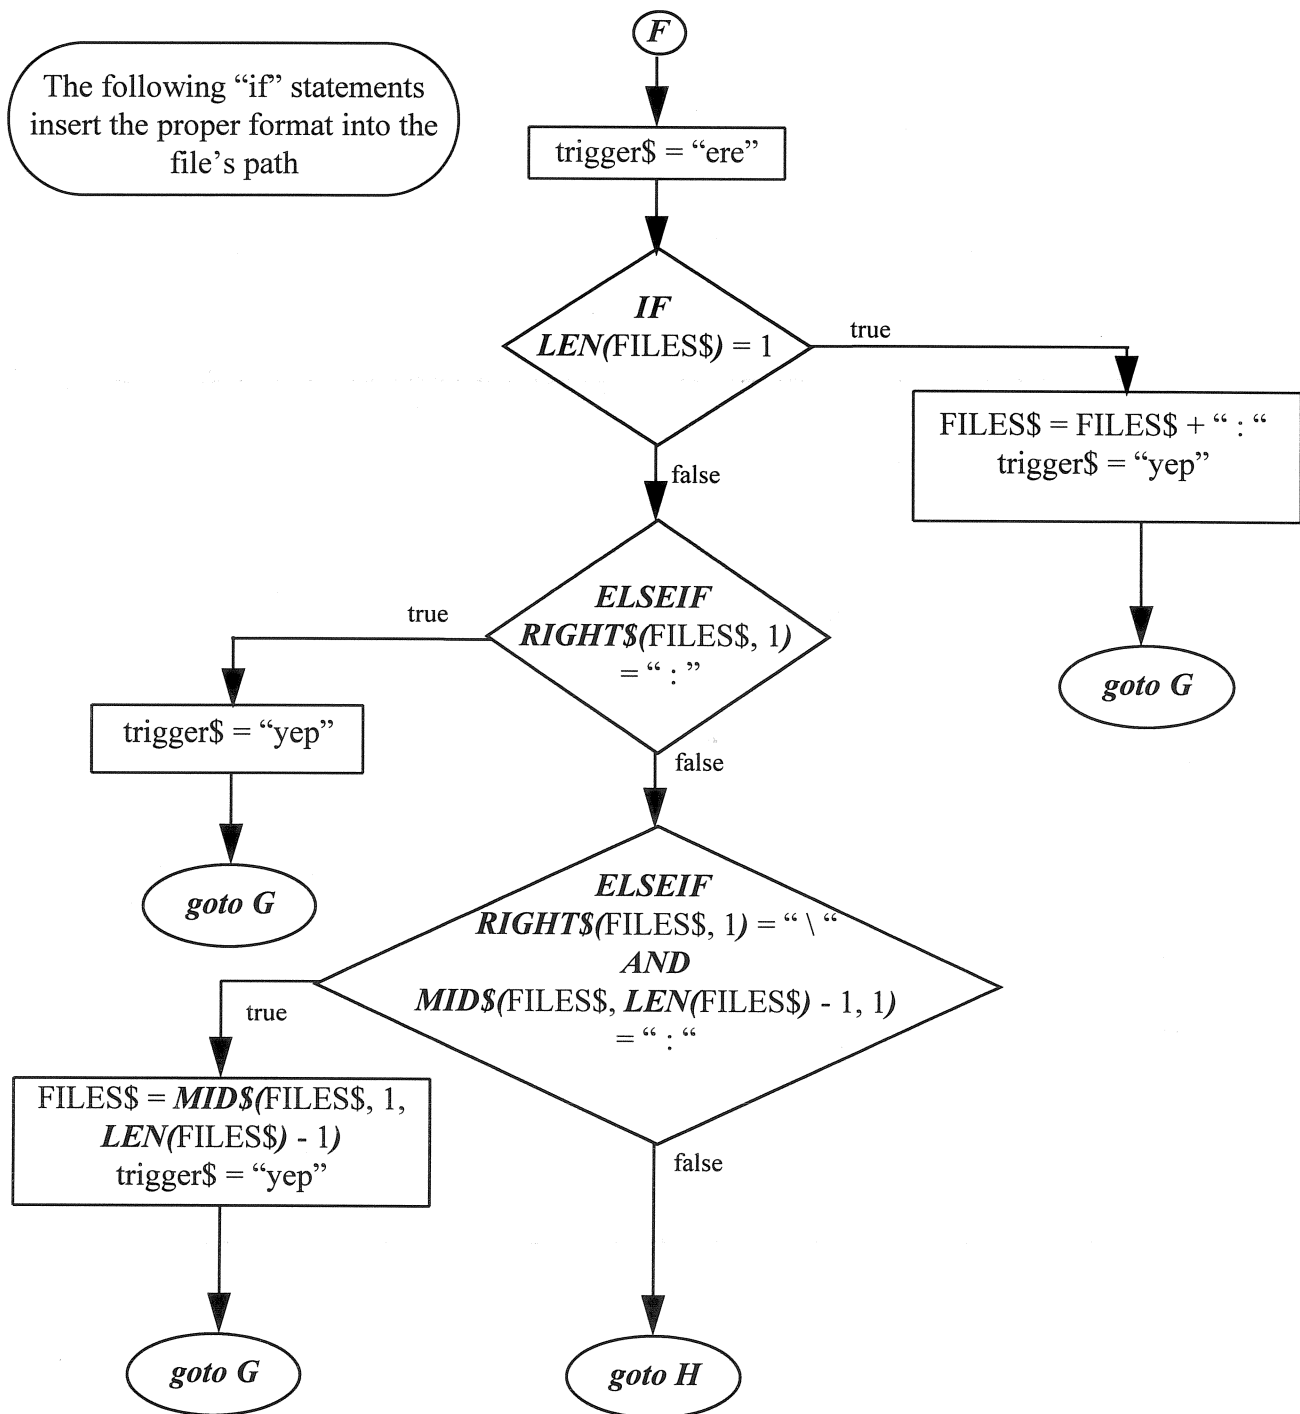 F
The following “if” statements
insert the proper format into the
file’s path
trigger$ = “ere”
IF
LEN(FILES$) = 1
true
FILES$ = FILES$ + “ : “
trigger$ = “yep”
false
goto G
ELSEIF
RIGHT$(FILES$, 1)
= “ : ”
true
trigger$ = “yep”
goto G
false
ELSEIF
RIGHT$(FILES$, 1) = “ \ “
AND
MID$(FILES$, LEN(FILES$) - 1, 1)
= “ : “
true
FILES$ = MID$(FILES$, 1,
LEN(FILES$) - 1)
trigger$ = “yep”
goto G
false
goto H